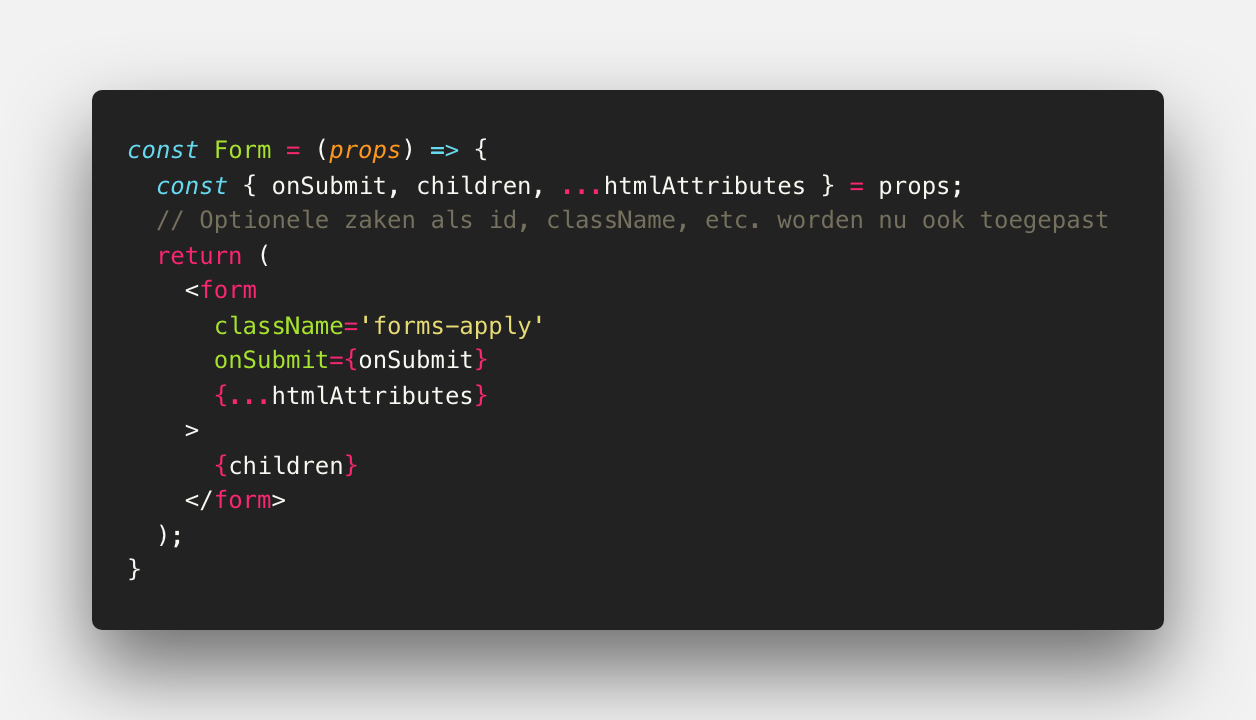 const Form = (props) => {
  const { onSubmit, children, ...htmlAttributes } = props;
  // Optionele zaken als id, className, etc. worden nu ook toegepast
  return (
    <form
      className='forms-apply'
      onSubmit={onSubmit}
      {...htmlAttributes}
    >
      {children}
    </form>
  );
}